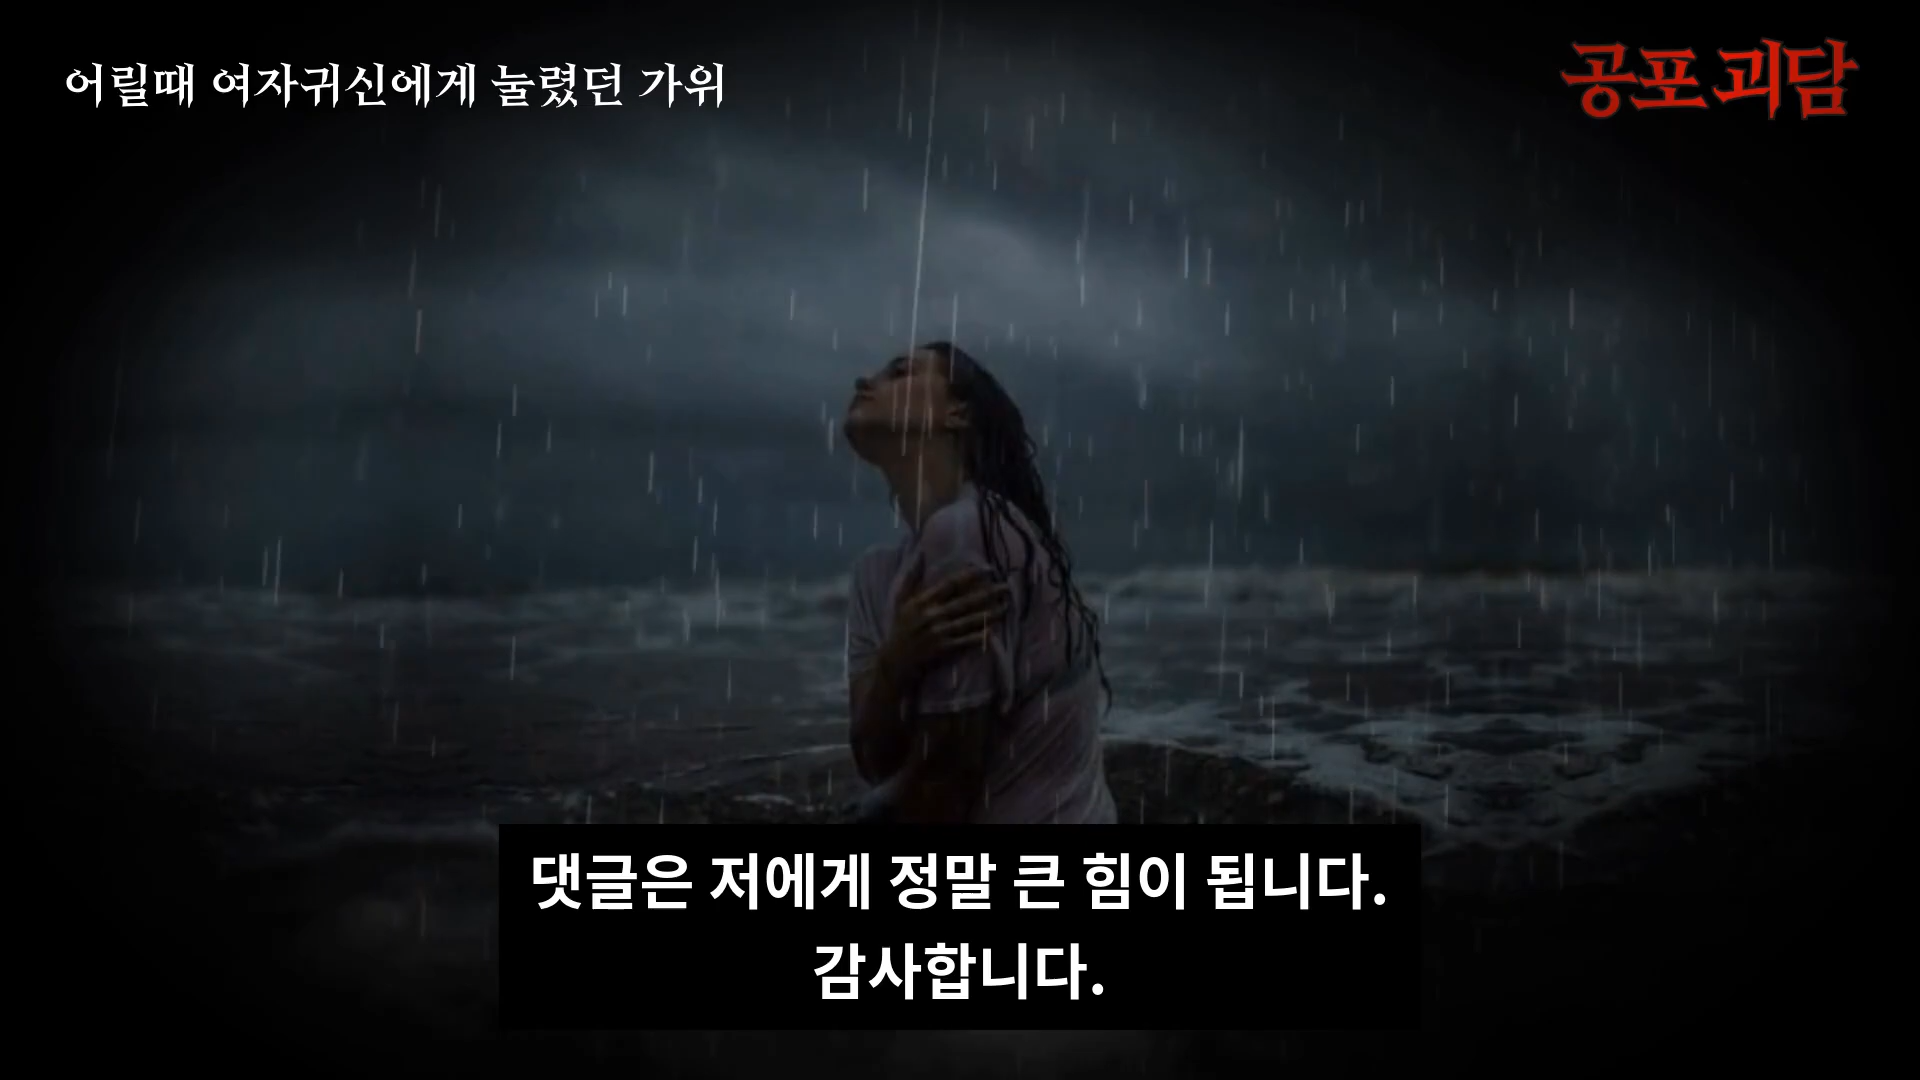 어릴때 여자귀신에게 눌렸던 가위
공포괴담
댓글은 저에게 정말 큰 힘이 됩니다.
감사합니다.